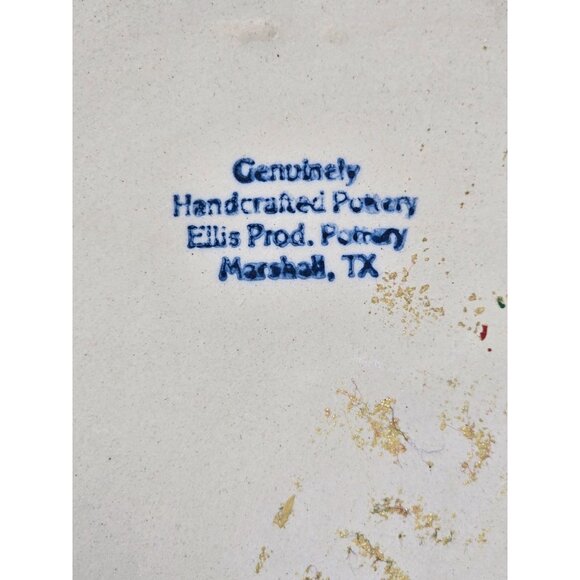 Genuinely
Handcrafted Pottery
Ellis Prod. Pottery
Marshall, TX